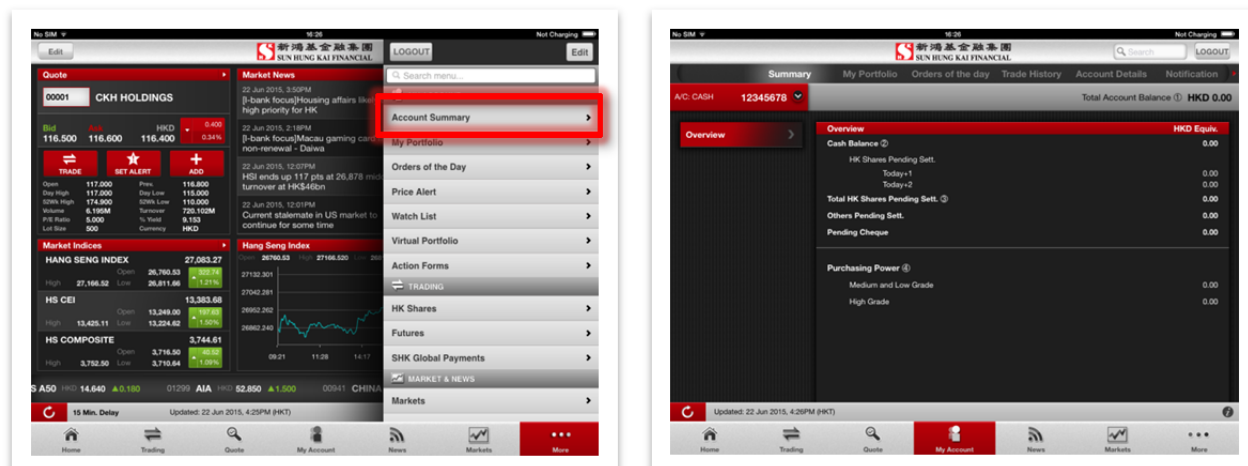 No SIM 16:26 Not Charging
Edit
新鴻基金融集團
SUN HUNG KAI FINANCIAL
LOGOUT Edit
Quote
00001 CKH HOLDINGS
Bid Ask HKD 0.400
116.500 116.600 116.400 0.34%
TRADE SET ALERT ADD
Open 117.000 Prev. 116.800
Day High 117.000 Day Low 115.000
52Wk High 174.900 52Wk Low 110.000
Volume 6.195M Turnover 720.102M
P/E Ratio 5.000 % Yield 9.153
Lot Size 500 Currency HKD
Market Indices
HANG SENG INDEX 27,083.27
Open 26,760.53 322.74
High 27,166.52 Low 26,811.66 1.21%
HS CEI 13,383.68
Open 13,249.00 197.63
High 13,425.11 Low 13,224.62 1.50%
HS COMPOSITE 3,744.61
Open 3,716.50 40.52
High 3,752.50 Low 3,710.64 1.09%
Market News
22 Jun 2015, 3:50PM
[I-bank focus]Housing affairs likely
high priority for HK
22 Jun 2015, 2:18PM
[I-bank focus]Macau gaming card
non-renewal - Daiwa
22 Jun 2015, 12:07PM
HSI ends up 117 pts at 26,878 mid
turnover at HK$46bn
22 Jun 2015, 12:01PM
Current stalemate in US market to
continue for some time
Hang Seng Index
Open 26760.53 High 27166.520 Low
27132.301
27042.281
26952.262
26862.240
09:21 11:28 14:17
Search menu...
Account Summary
My Portfolio
Orders of the Day
Price Alert
Watch List
Virtual Portfolio
Action Forms
TRADING
HK Shares
Futures
SHK Global Payments
MARKET & NEWS
Markets
S A50 HKD 14.640 ▲0.180 01299 AIA HKD 52.850 ▲1.500 00941 CHINA
15 Min. Delay Updated: 22 Jun 2015, 4:25PM (HKT)
Home Trading Quote My Account News Markets More
No SIM 16:26 Not Charging
新鴻基金融集團
SUN HUNG KAI FINANCIAL
Search LOGOUT
Summary My Portfolio Orders of the day Trade History Account Details Notification
A/C: CASH 12345678 Total Account Balance ① HKD 0.00
Overview
Overview HKD Equiv.
Cash Balance ② 0.00
HK Shares Pending Sett.
Today+1 0.00
Today+2 0.00
Total HK Shares Pending Sett. ③ 0.00
Others Pending Sett. 0.00
Pending Cheque 0.00
Purchasing Power ④
Medium and Low Grade 0.00
High Grade 0.00
Updated: 22 Jun 2015, 4:26PM (HKT)
Home Trading Quote My Account News Markets More